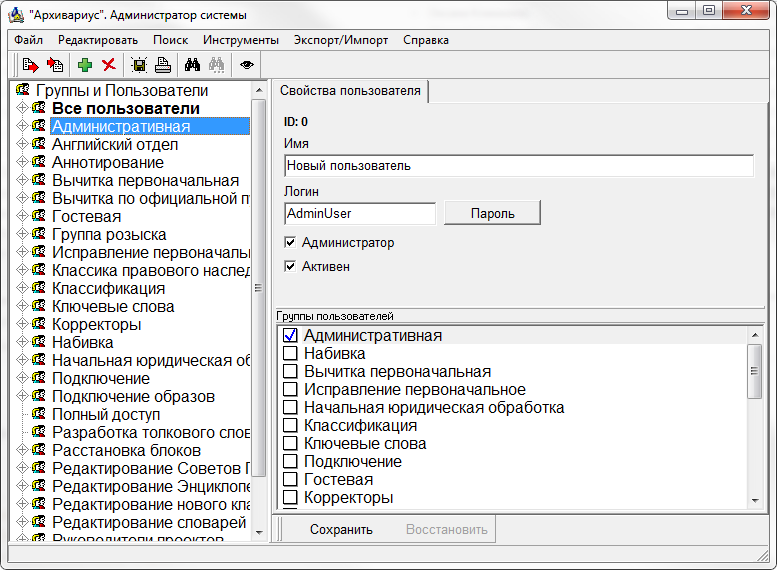 "Архивариус". Администратор системы
Файл Редактировать Поиск Инструменты Экспорт/Импорт Справка
Группы и Пользователи
Все пользователи
Административная
Английский отдел
Аннотирование
Вычитка первоначальная
Вычитка по официальной п
Гостевая
Группа розыска
Исправление первоначаль
Классика правового наслед
Классификация
Ключевые слова
Корректоры
Набивка
Начальная юридическая об
Подключение
Подключение образов
Полный доступ
Разработка толкового слов
Расстановка блоков
Редактирование Советов Г
Редактирование Энциклопе
Редактирование нового кла
Редактирование словарей
Руководители проектов
Свойства пользователя
ID: 0
Имя
Новый пользователь
Логин
AdminUser Пароль
Администратор
Активен
Группы пользователей
Административная
Набивка
Вычитка первоначальная
Исправление первоначальное
Начальная юридическая обработка
Классификация
Ключевые слова
Подключение
Гостевая
Корректоры
Сохранить Восстановить